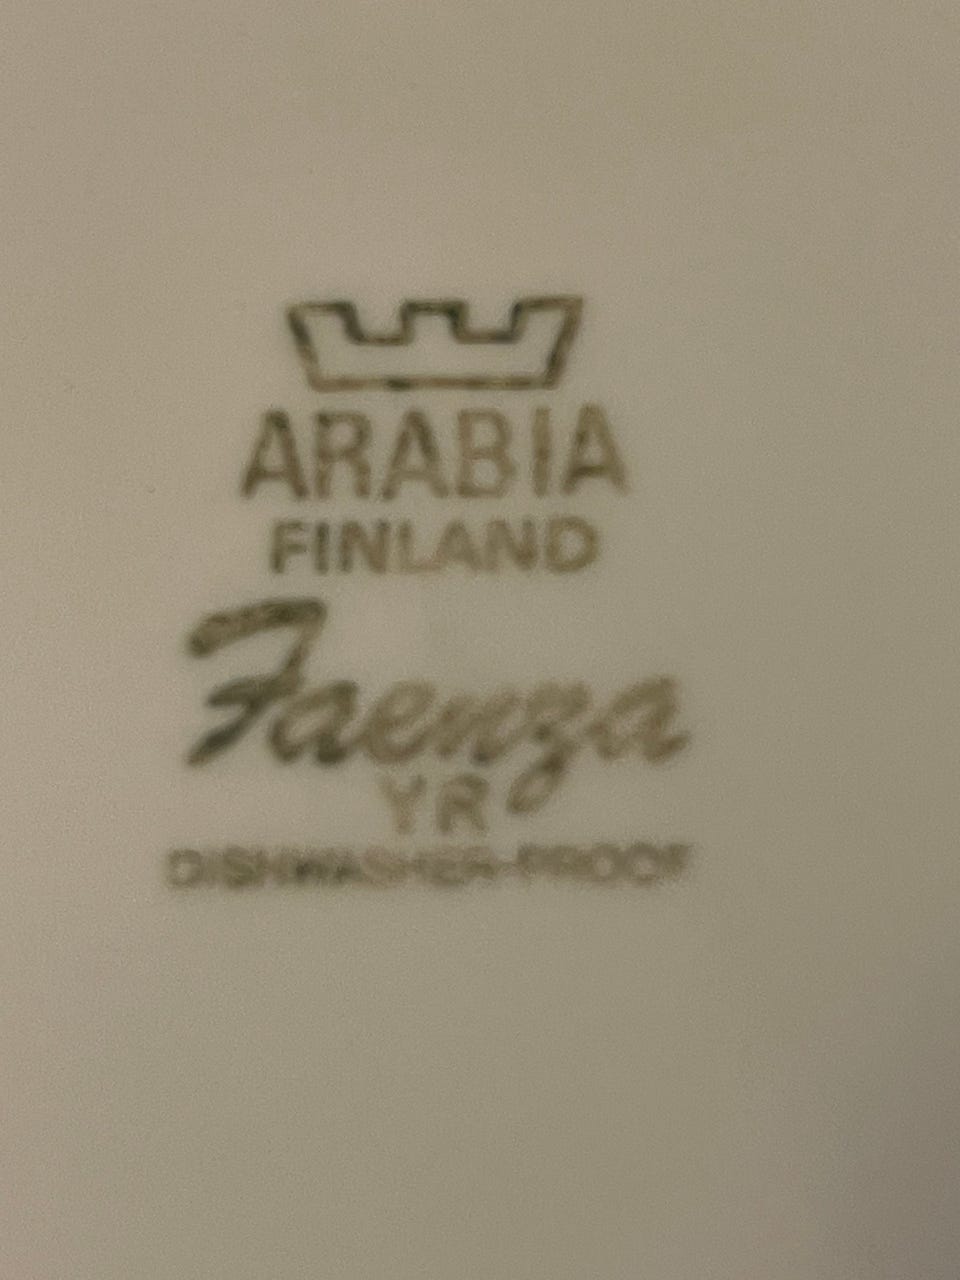 ARABIA
FINLAND
Faenza
YR
DISHWASHER-PROOF